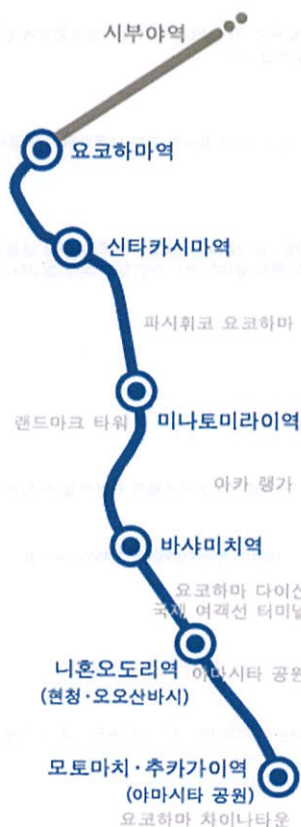 시부야역
요코하마역
신타카시마역
파시휘코 요코하마
랜드마크 타워
미나토미라이역
아카 랭가
바샤미치역
요코하마 다이산
국제 여객선 터미널
니혼오도리역
야마시타 공원
(현청·오오산바시)
모토마치·추카가이역
(야마시타 공원)
요코하마 차이나타운